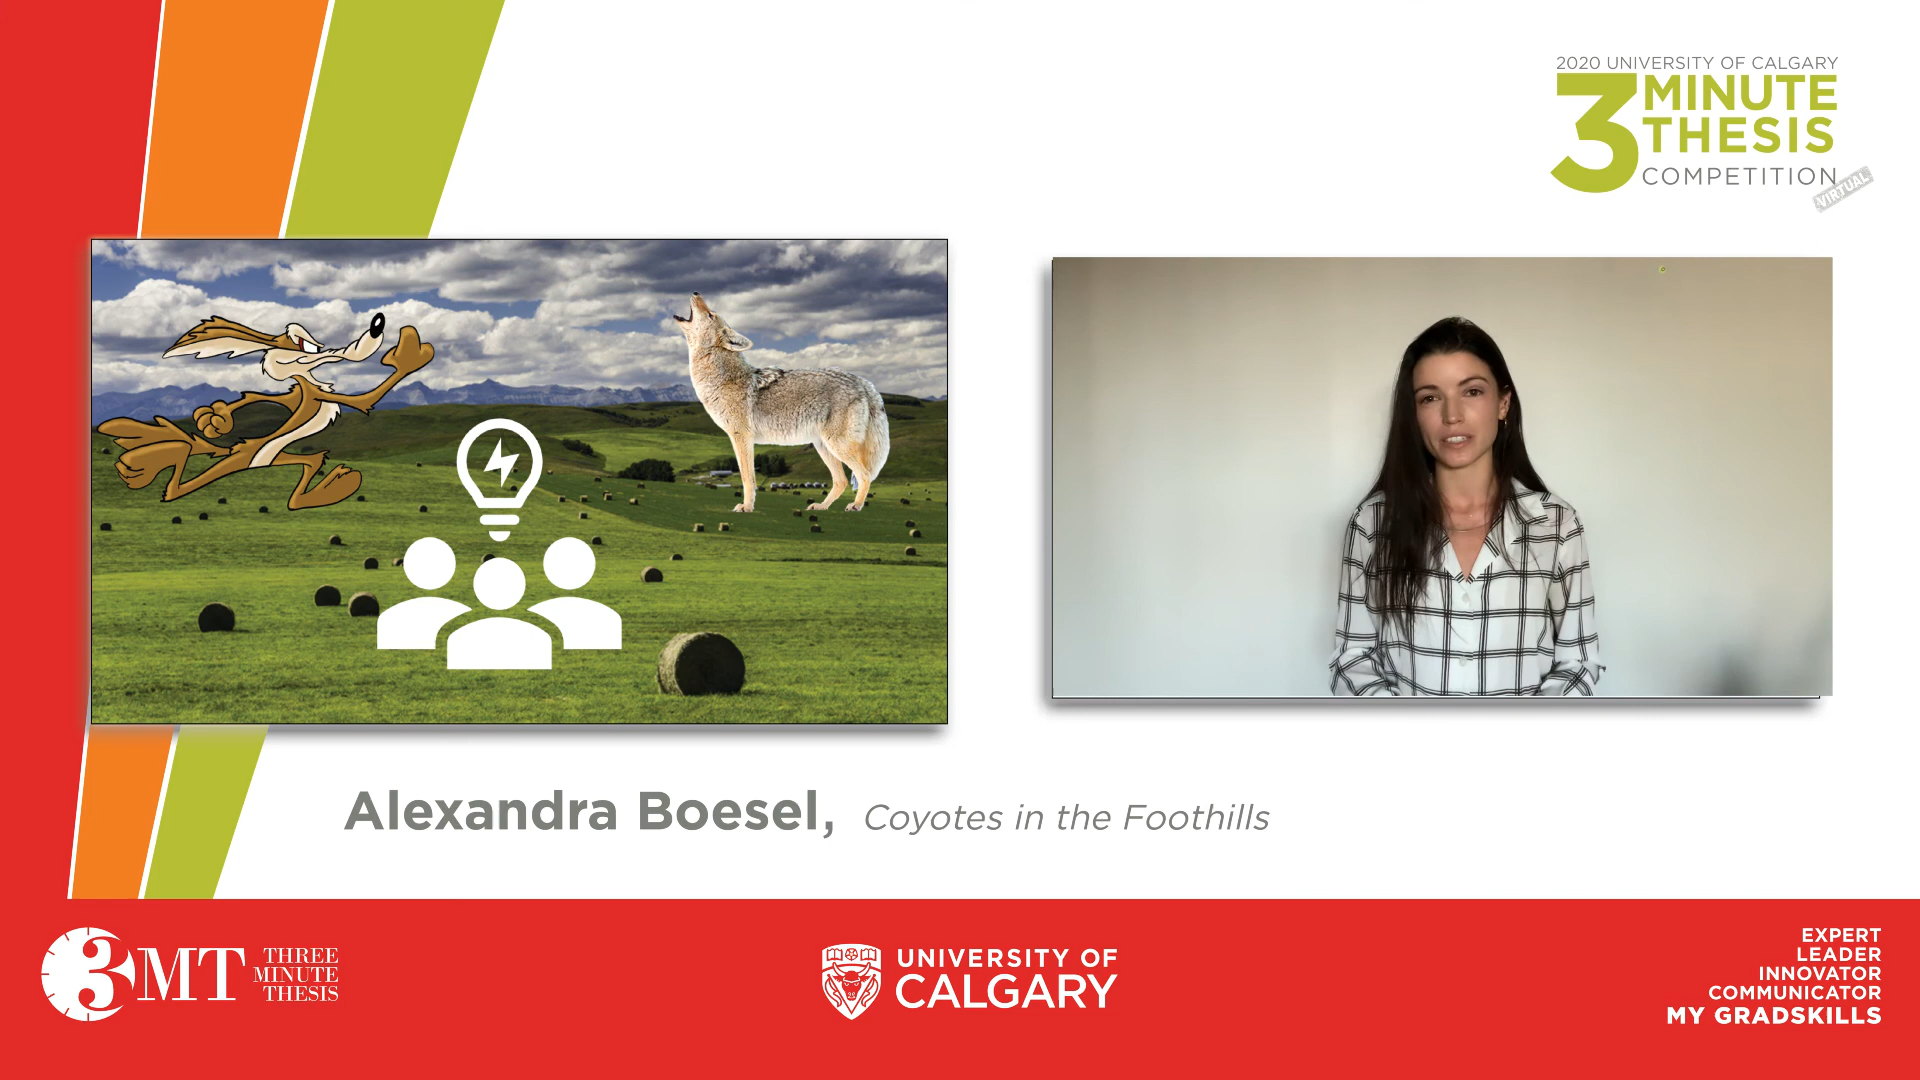 2020 UNIVERSITY OF CALGARY
3 MINUTE
THESIS
COMPETITION
VIRTUAL
Alexandra Boesel, Coyotes in the Foothills
3MT THREE
MINUTE
THESIS
UNIVERSITY OF
CALGARY
EXPERT
LEADER
INNOVATOR
COMMUNICATOR
MY GRADSKILLS